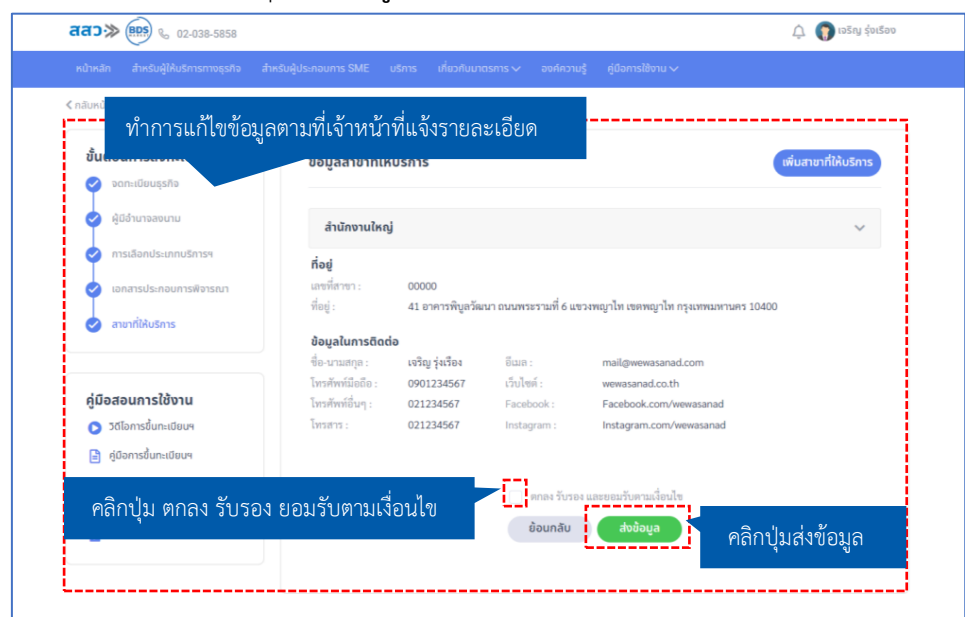 สสว BDS 02-038-5858 เจริญ รุ่งเรือง
หน้าหลัก สำหรับผู้ให้บริการทางธุรกิจ สำหรับผู้ประกอบการ SME บริการ เกี่ยวกับมาตรการ องค์ความรู้ คู่มือการใช้งาน
ทำการแก้ไขข้อมูลตามที่เจ้าหน้าที่แจ้งรายละเอียด
จดทะเบียนธุรกิจ
ผู้มีอำนาจลงนาม
การเลือกประเภทบริการฯ
เอกสารประกอบการพิจารณา
สาขาที่ให้บริการ
คู่มือสอนการใช้งาน
วิดีโอการขึ้นทะเบียนฯ
คู่มือการขึ้นทะเบียนฯ
ข้อมูลสาขาที่ให้บริการ
เพิ่มสาขาที่ให้บริการ
สำนักงานใหญ่
ที่อยู่
เลขที่สาขา : 00000
ที่อยู่ : 41 อาคารพิบูลวัฒนา ถนนพระรามที่ 6 แขวงพญาไท เขตพญาไท กรุงเทพมหานคร 10400
ข้อมูลในการติดต่อ
ชื่อ-นามสกุล : เจริญ รุ่งเรือง อีเมล : mail@wewasanad.com
โทรศัพท์มือถือ : 0901234567 เว็บไซต์ : wewasanad.co.th
โทรศัพท์อื่นๆ : 021234567 Facebook : Facebook.com/wewasanad
โทรสาร : 021234567 Instagram : Instagram.com/wewasanad
คลิกปุ่ม ตกลง รับรอง ยอมรับตามเงื่อนไข
ตกลง รับรอง และยอมรับตามเงื่อนไข
ย้อนกลับ ส่งข้อมูล
คลิกปุ่มส่งข้อมูล